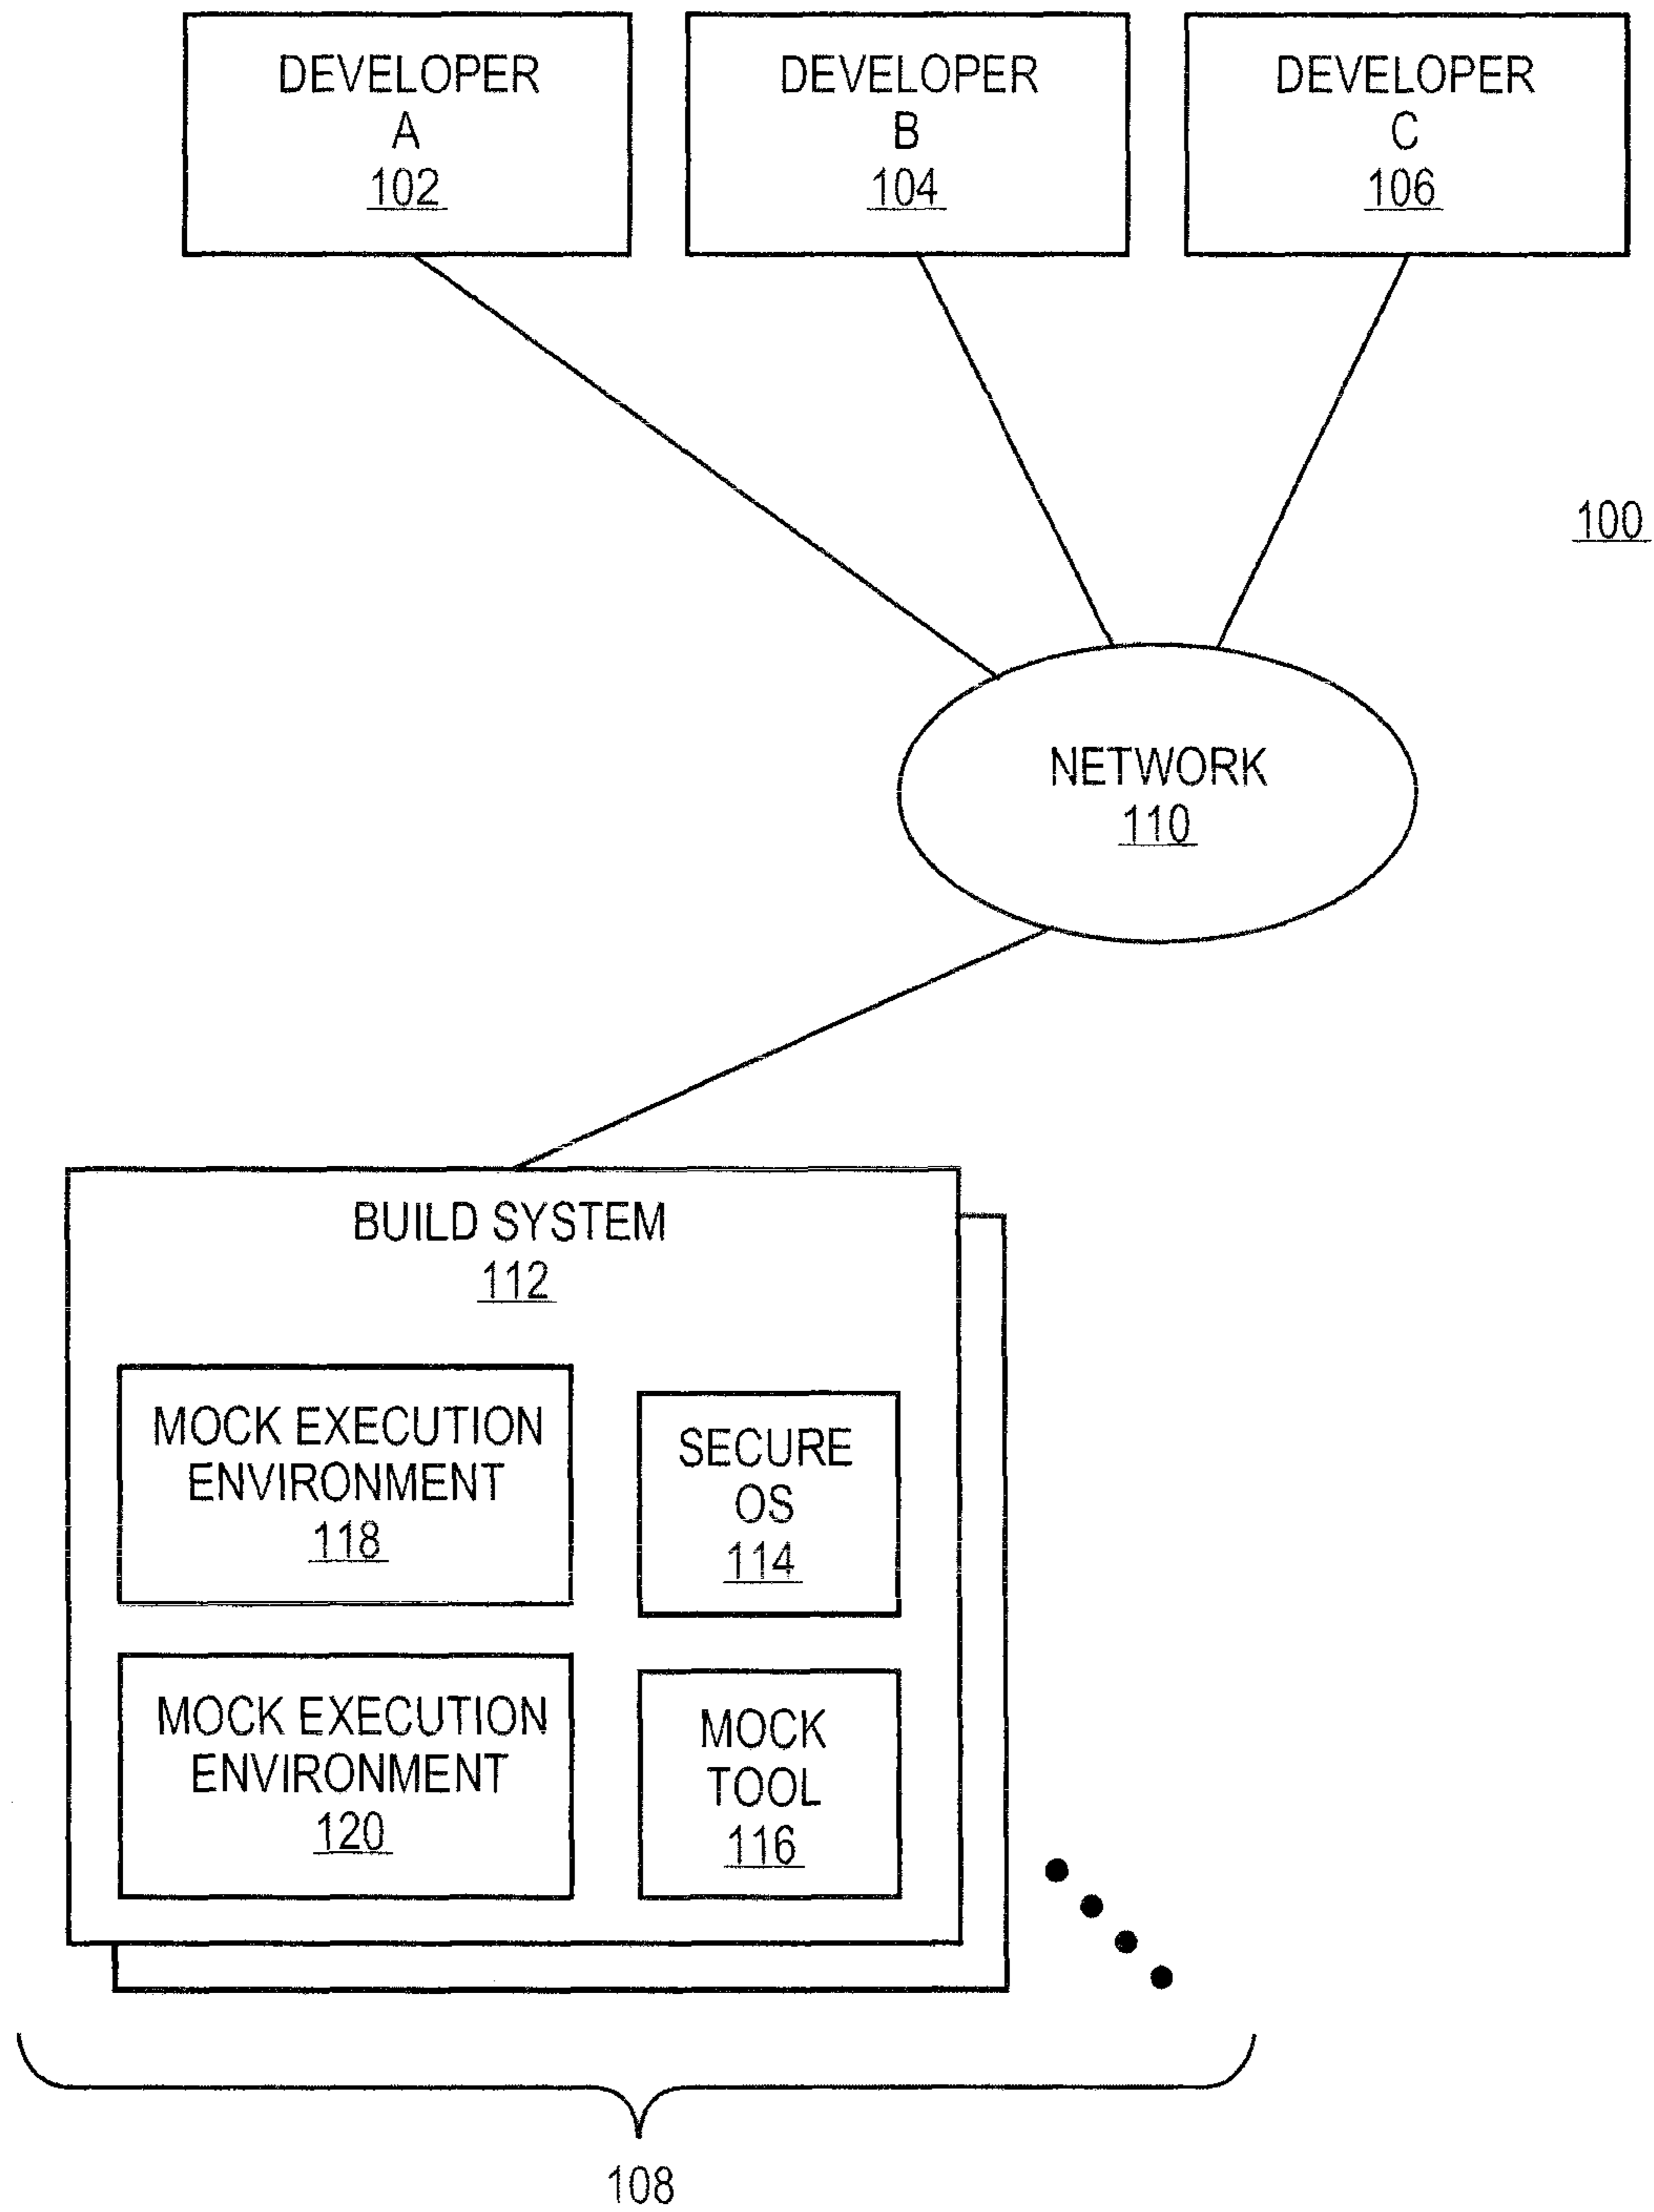 DEVELOPER
A
102
DEVELOPER
B
104
DEVELOPER
C
106
100
NETWORK
110
BUILD SYSTEM
112
MOCK EXECUTION
ENVIRONMENT
118
SECURE
OS
114
MOCK EXECUTION
ENVIRONMENT
120
MOCK
TOOL
116
108